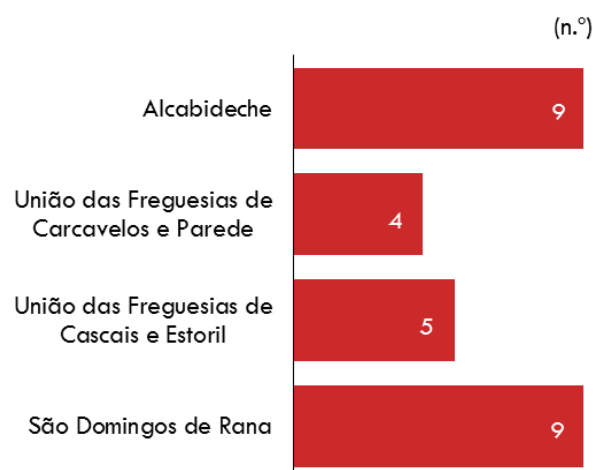 (n.º)
Alcabideche
9
União das Freguesias de
Carcavelos e Parede
4
União das Freguesias de
Cascais e Estoril
5
São Domingos de Rana
9